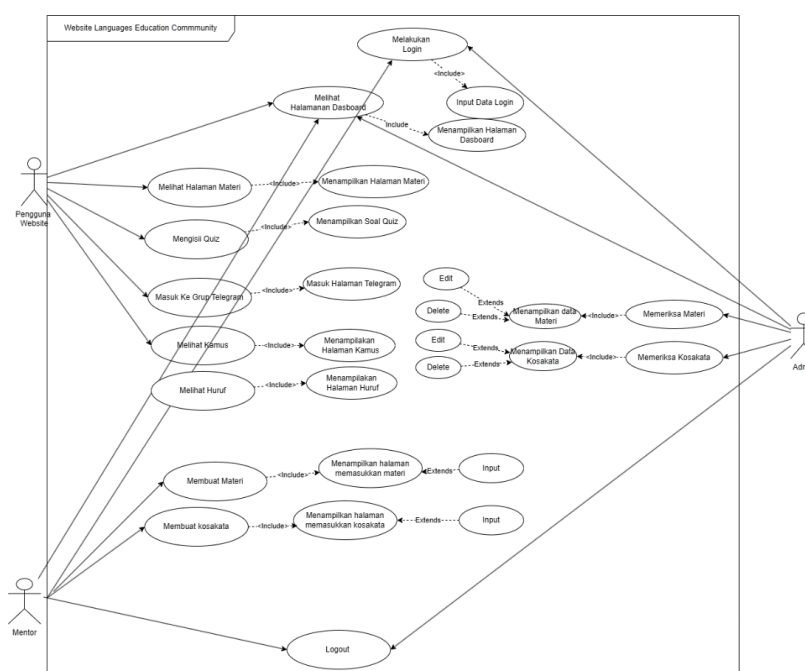 Website Languages Education Commmunity
Melakukan
Login
<Include>
Input Data Login
Melihat
Halamanan Dasboard
Include
Menampilkan Halaman
Dasboard
Pengguna
Website
Melihat Halaman Materi
<Include>
Menampilkan Halaman Materi
Mengisii Quiz
<Include>
Menampilkan Soal Quiz
Masuk Ke Grup Telegram
<Include>
Masuk Halaman Telegram
Edit
Extends
Delete
Extends
Menampilkan data
Materi
<Include>
Memeriksa Materi
Melihat Kamus
<Include>
Menampilakan
Halaman Kamus
Edit
Extends
Delete
Extends
Menampilkan Data
Kosakata
<Include>
Memeriksa Kosakata
Adm
Melihat Huruf
<Include>
Menampilakan
Halaman Huruf
Membuat Materi
<Include>
Menampilkan halaman
memasukkan materi
Extends
Input
Membuat kosakata
<Include>
Menampilkan halaman
memasukkan kosakata
Extends
Input
Mentor
Logout